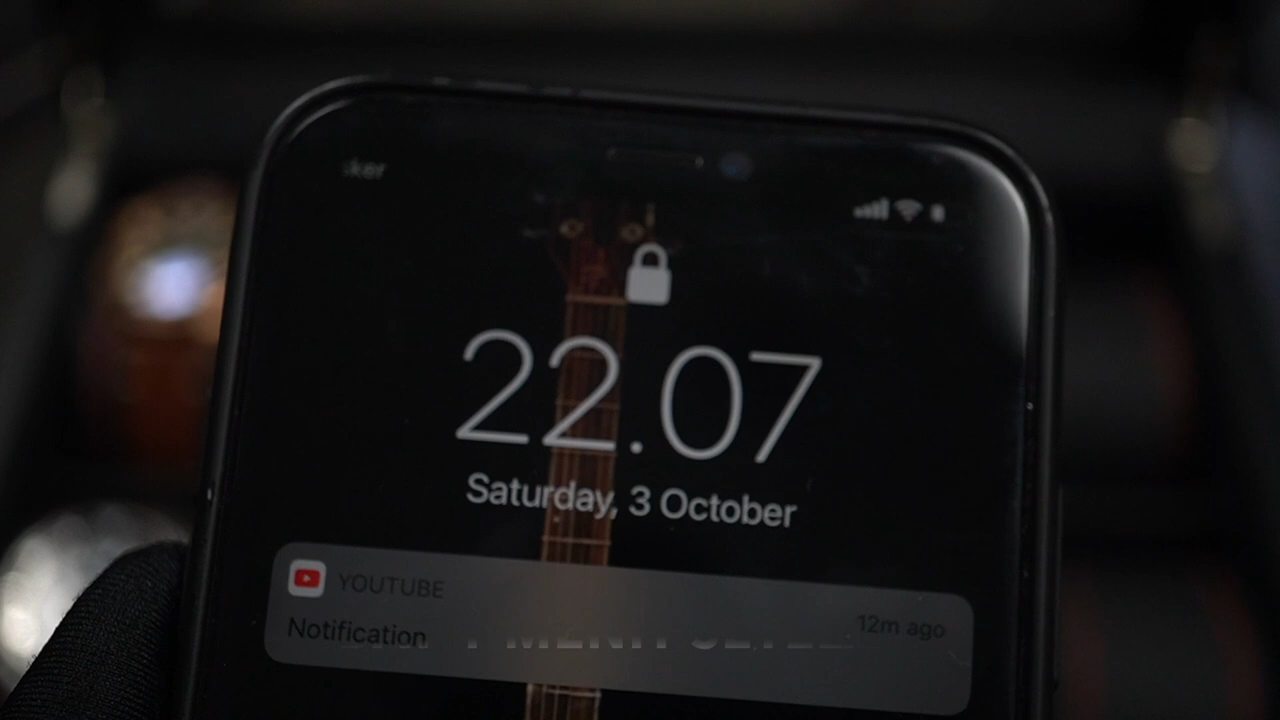 22.07
Saturday, 3 October
YOUTUBE
12m ago
Notification